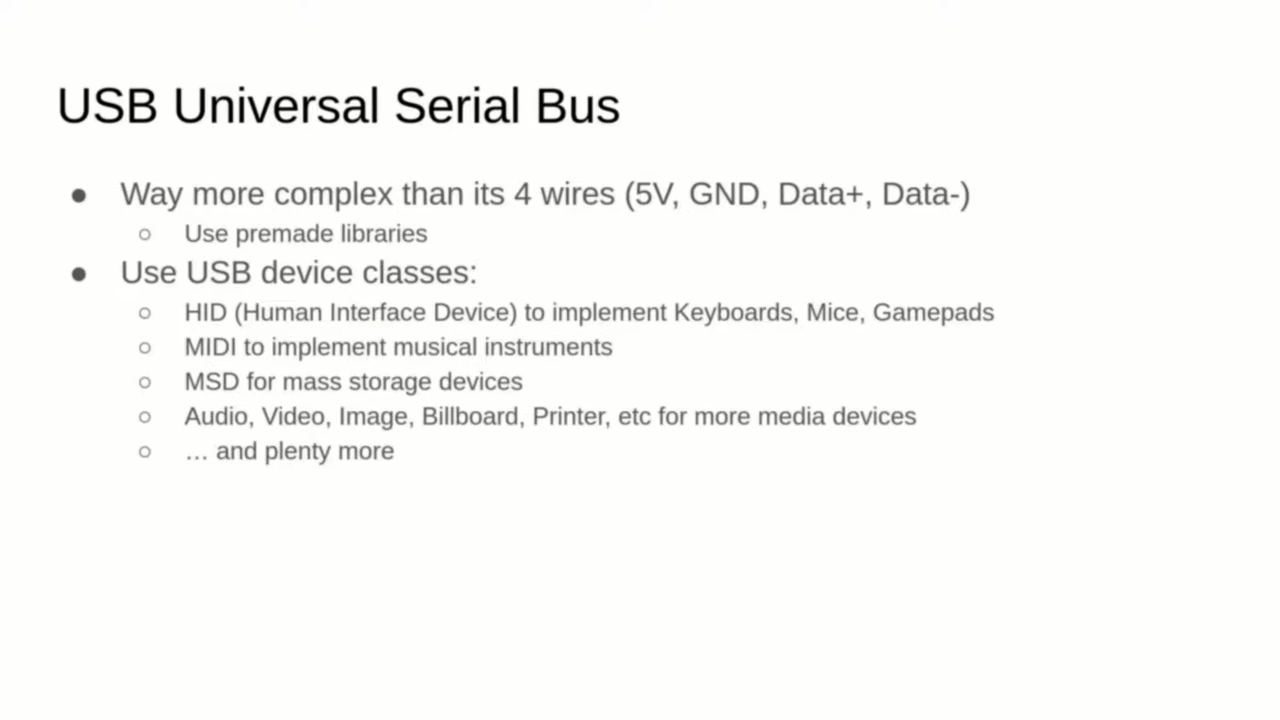 USB Universal Serial Bus
● Way more complex than its 4 wires (5V, GND, Data+, Data-)
○ Use premade libraries
● Use USB device classes:
○ HID (Human Interface Device) to implement Keyboards, Mice, Gamepads
○ MIDI to implement musical instruments
○ MSD for mass storage devices
○ Audio, Video, Image, Billboard, Printer, etc for more media devices
○ … and plenty more